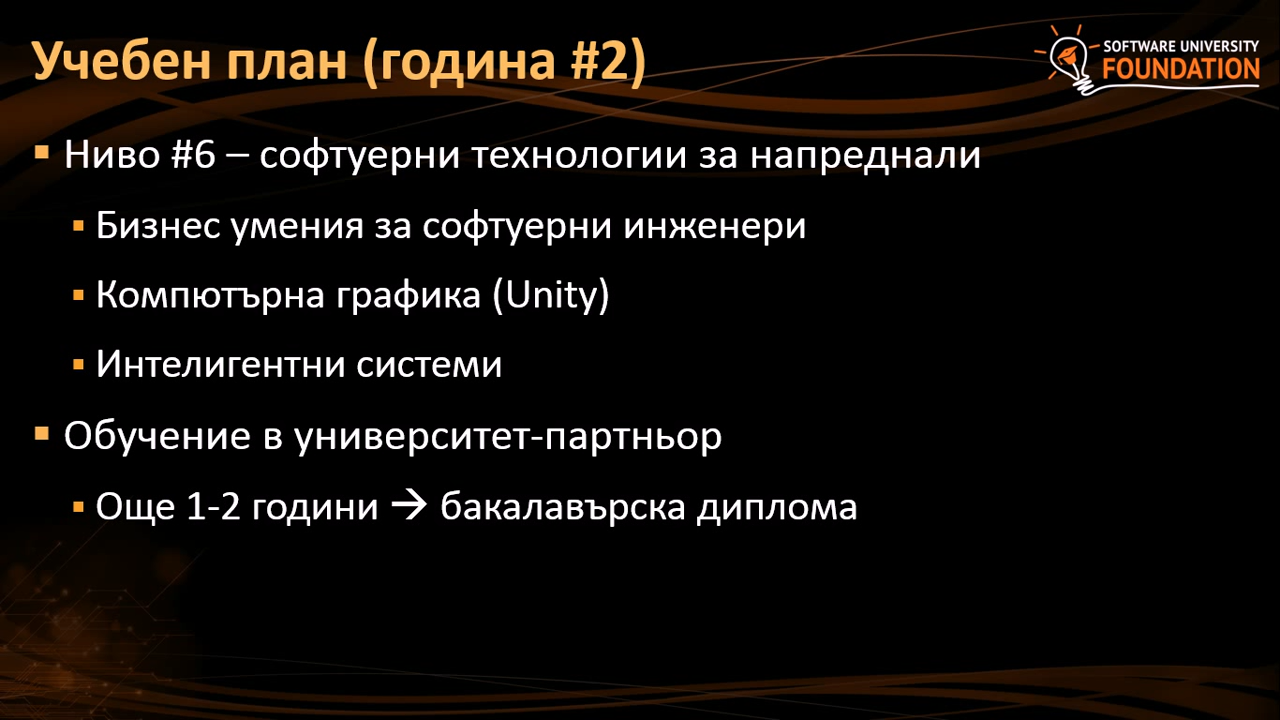 Учебен план (година #2)
SOFTWARE UNIVERSITY
FOUNDATION
▪ Ниво #6 – софтуерни технологии за напреднали
▪ Бизнес умения за софтуерни инженери
▪ Компютърна графика (Unity)
▪ Интелигентни системи
▪ Обучение в университет-партньор
▪ Още 1-2 години → бакалавърска диплома